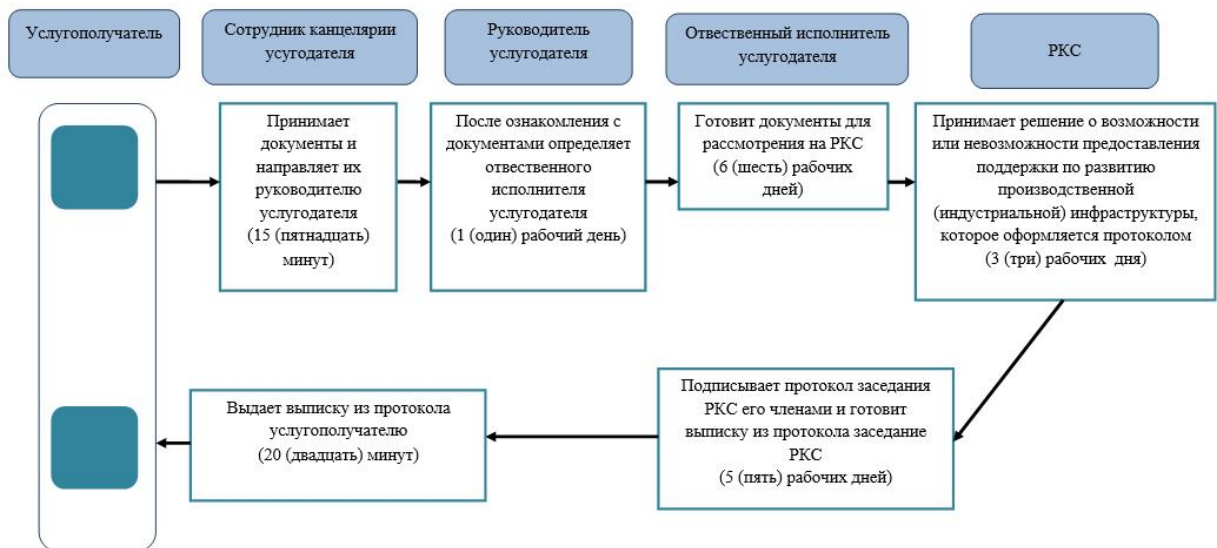 Услугополучатель
Сотрудник канцелярии
усугодателя
Руководитель
услугодателя
Отвественный исполнитель
услугодателя
РКС
Принимает
документы и
направляет их
руководителю
услугодателя
(15 (пятнадцать)
минут)
После ознакомления с
документами определяет
отвественного
исполнителя
услугодателя
(1 (один) рабочий день)
Готовит документы для
рассмотрения на РКС
(6 (шесть) рабочих
дней)
Принимает решение о возможности
или невозможности предоставления
поддержки по развитию
производственной
(индустриальной) инфраструктуры,
которое оформляется протоколом
(3 (три) рабочих дня)
Выдает выписку из протокола
услугополучателю
(20 (двадцать) минут)
Подписывает протокол заседания
РКС его членами и готовит
выписку из протокола заседание
РКС
(5 (пять) рабочих дней)